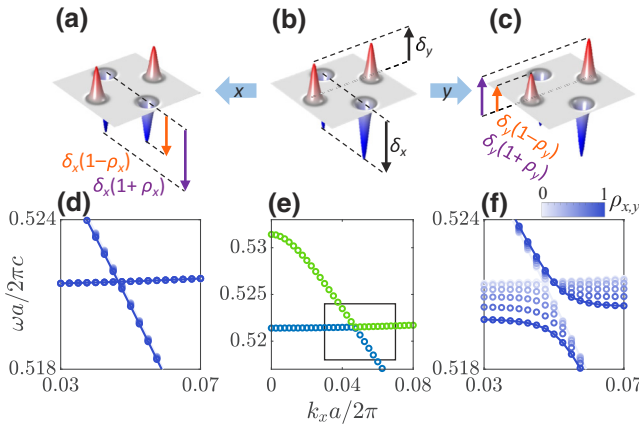 (a) (b) (c)
δy
x y
δx
δx(1−ρx)
δx(1+ρx)
δy(1−ρy)
δy(1+ρy)
(d) (e) (f)
0 1 ρx,y
0.524 0.53 0.524
ωa/2πc
0.52
0.518 0.518
0.03 0.07 0 0.04 0.08 0.03 0.07
kxa/2π